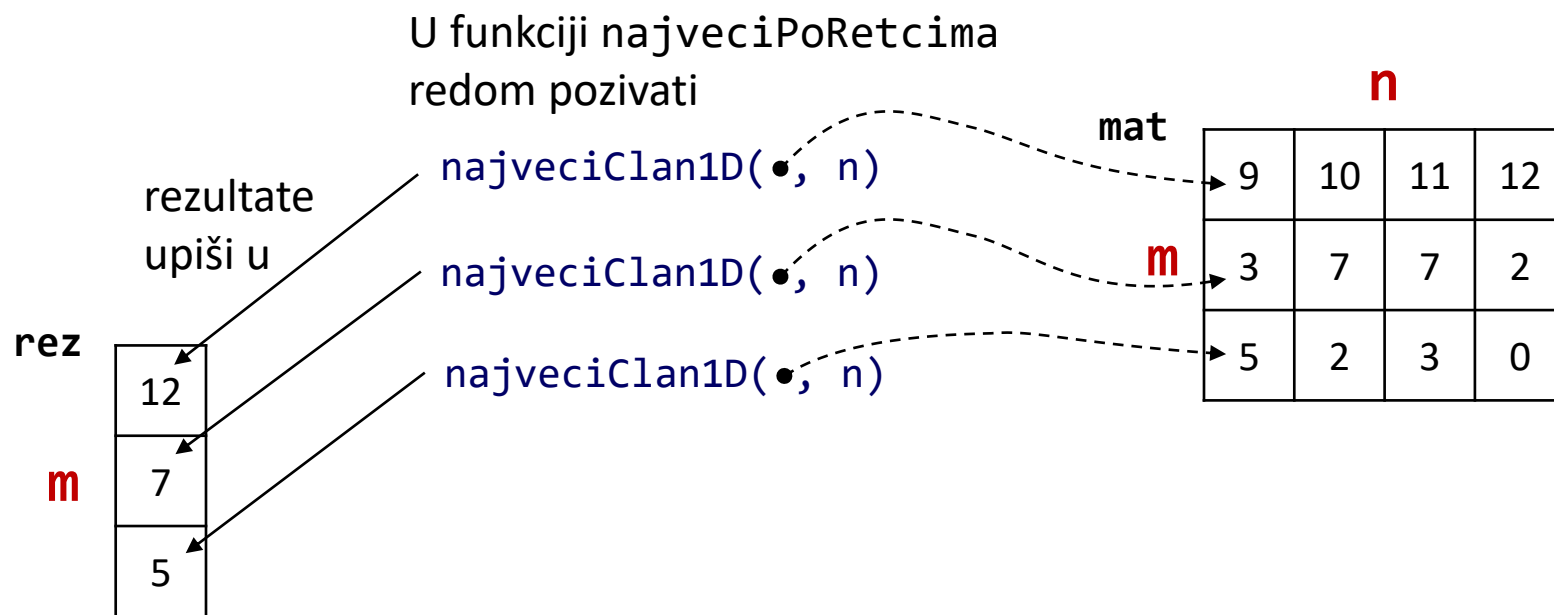 U funkciji najveciPoRetcima
redom pozivati
n
mat
najveciClan1D(•, n)
9 10 11 12
rezultate
upiši u
najveciClan1D(•, n)
m
3 7 7 2
rez
najveciClan1D(•, n)
5 2 3 0
12
m
7
5